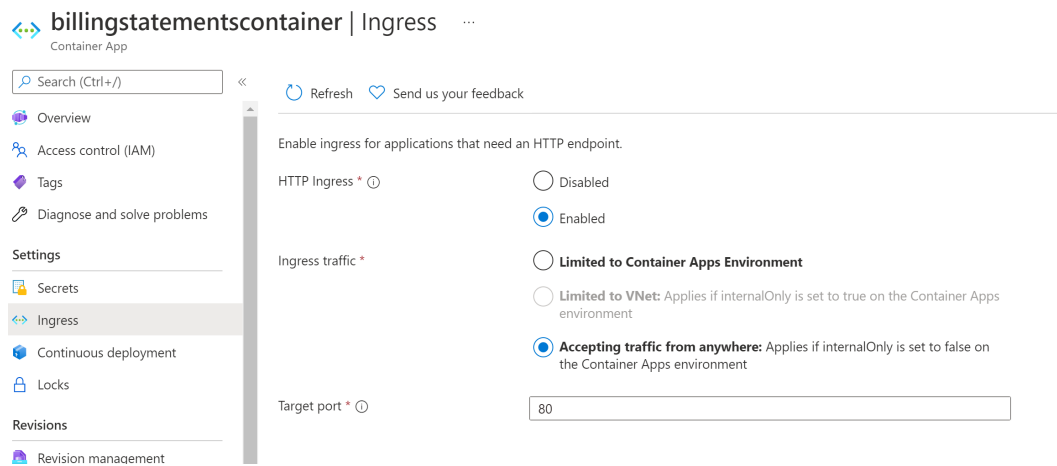 billingstatementscontainer | Ingress ...
Container App
Search (Ctrl+/)
«
Overview
Access control (IAM)
Tags
Diagnose and solve problems
Settings
Secrets
Ingress
Continuous deployment
Locks
Revisions
Revision management
Refresh
Send us your feedback
Enable ingress for applications that need an HTTP endpoint.
HTTP Ingress *
Disabled
Enabled
Ingress traffic *
Limited to Container Apps Environment
Limited to VNet: Applies if internalOnly is set to true on the Container Apps
environment
Accepting traffic from anywhere: Applies if internalOnly is set to false on
the Container Apps environment
Target port *
80